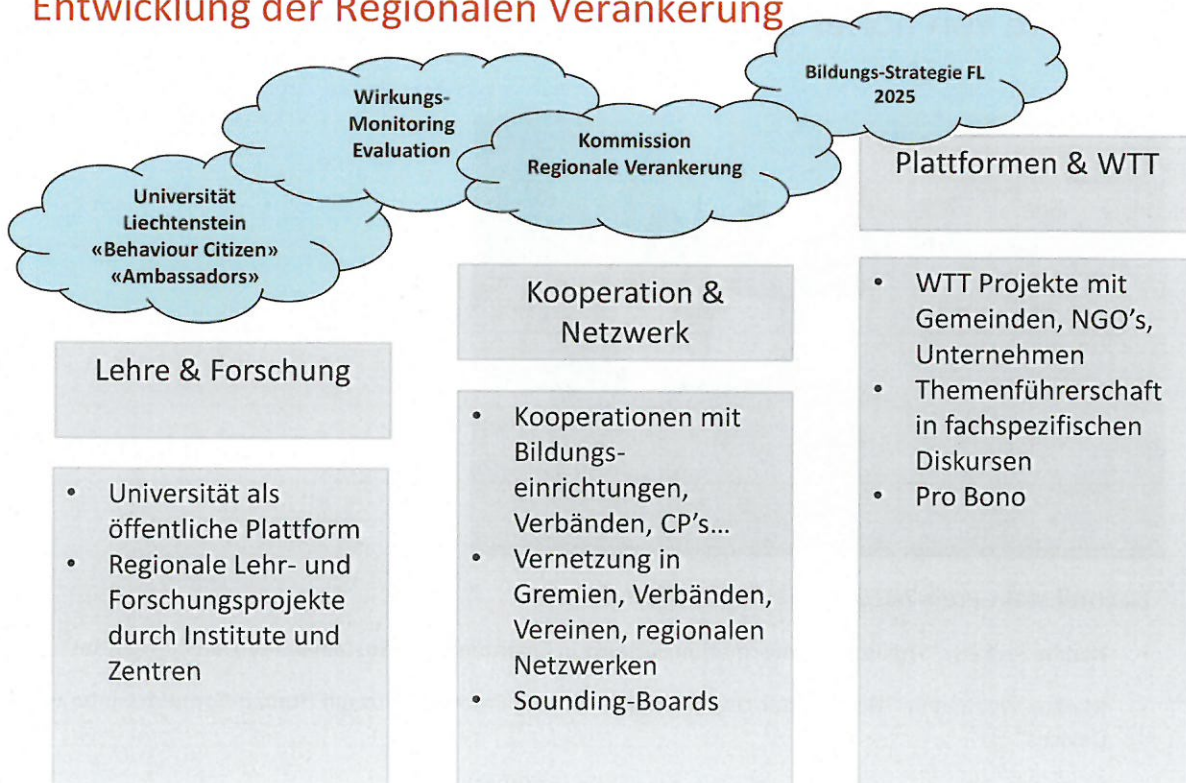 Entwicklung der Regionalen Verankerung
Bildungs-Strategie FL
2025
Wirkungs-
Monitoring
Evaluation
Kommission
Regionale Verankerung
Universität
Liechtenstein
«Behaviour Citizen»
«Ambassadors»
Lehre & Forschung
• Universität als
öffentliche Plattform
• Regionale Lehr- und
Forschungsprojekte
durch Institute und
Zentren
Kooperation &
Netzwerk
• Kooperationen mit
Bildungs-
einrichtungen,
Verbänden, CP's...
• Vernetzung in
Gremien, Verbänden,
Vereinen, regionalen
Netzwerken
• Sounding-Boards
Plattformen & WTT
• WTT Projekte mit
Gemeinden, NGO's,
Unternehmen
• Themenführerschaft
in fachspezifischen
Diskursen
• Pro Bono